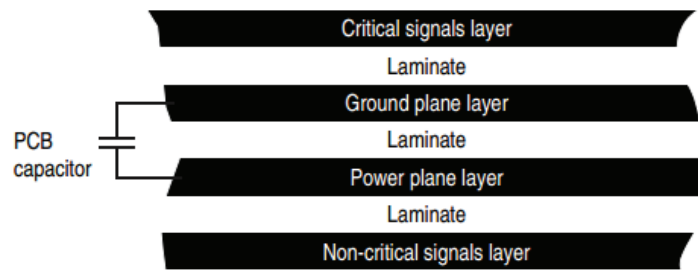 Critical signals layer
Laminate
Ground plane layer
PCB
capacitor
Laminate
Power plane layer
Laminate
Non-critical signals layer